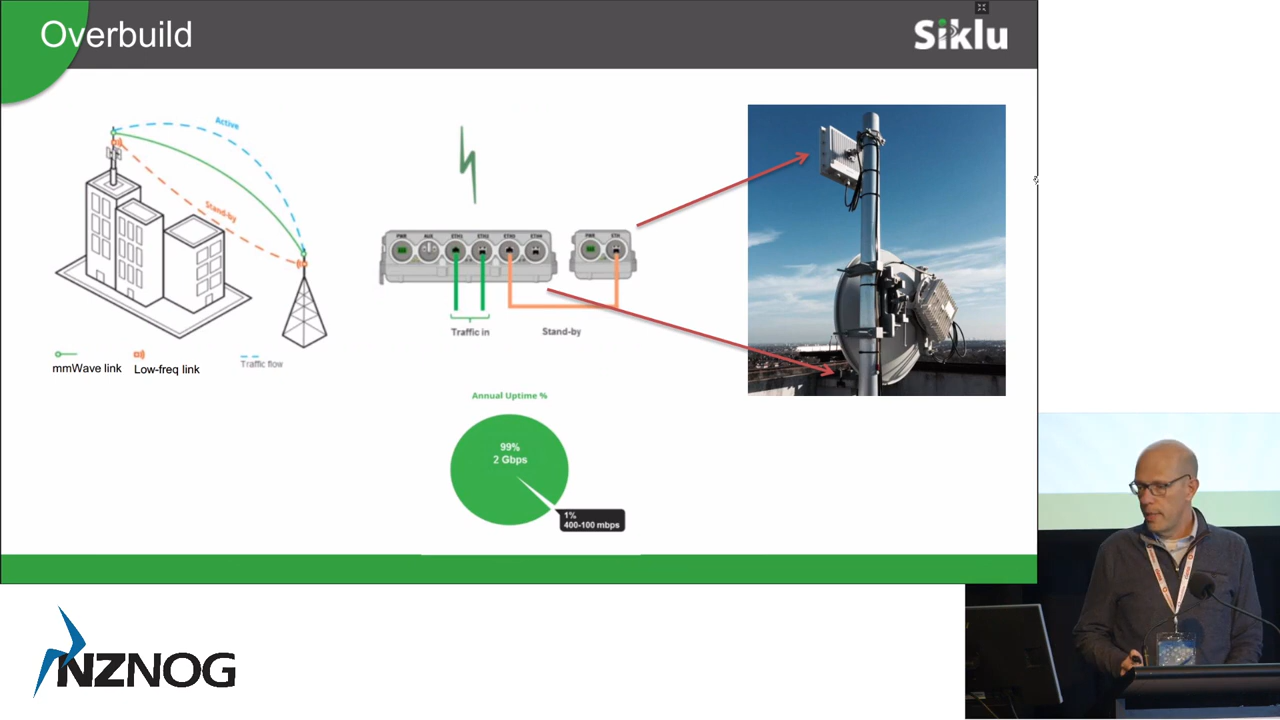 Overbuild
Siklu
Active
Stand-by
mmWave link
Low-freq link
Traffic flow
PWR
AUX
ETH1
ETH2
ETH3
ETH4
PWR
ETH
Traffic in
Stand-by
Annual Uptime %
99%
2 Gbps
1%
400-100 mbps
NZNOG